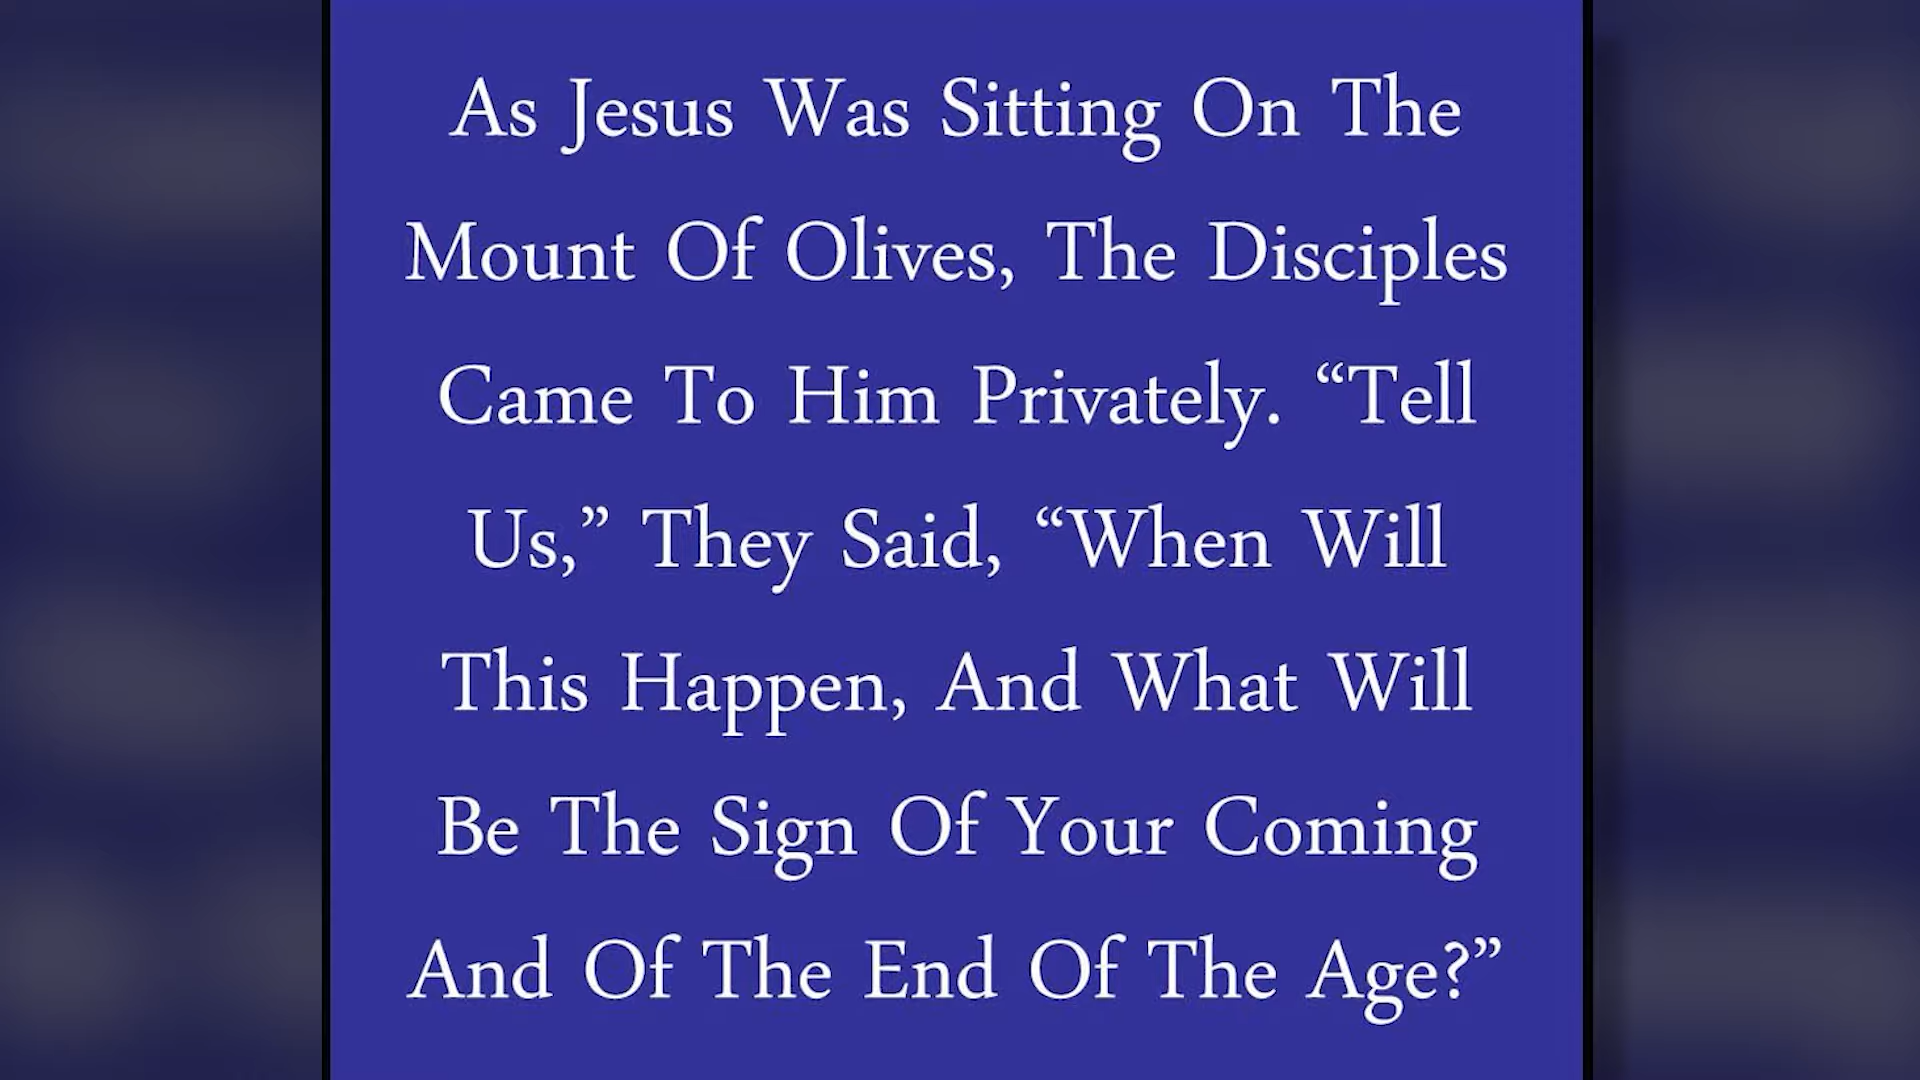 As Jesus Was Sitting On The
Mount Of Olives, The Disciples
Came To Him Privately. “Tell
Us,” They Said, “When Will
This Happen, And What Will
Be The Sign Of Your Coming
And Of The End Of The Age?”